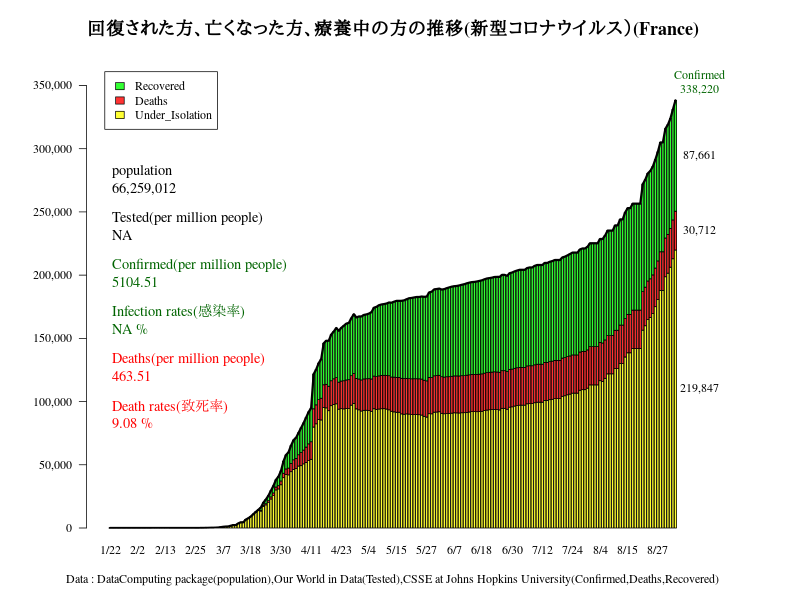 回復された方、亡くなった方、療養中の方の推移(新型コロナウイルス)(France)
Confirmed
338,220
350,000
300,000
250,000
200,000
150,000
100,000
50,000
0
Recovered
Deaths
Under_Isolation
population
66,259,012
Tested(per million people)
NA
Confirmed(per million people)
5104.51
Infection rates(感染率)
NA %
Deaths(per million people)
463.51
Death rates(致死率)
9.08 %
87,661
30,712
219,847
1/22 2/2 2/13 2/25 3/7 3/18 3/30 4/11 4/23 5/4 5/15 5/27 6/7 6/18 6/30 7/12 7/24 8/4 8/15 8/27
Data : DataComputing package(population),Our World in Data(Tested),CSSE at Johns Hopkins University(Confirmed,Deaths,Recovered)